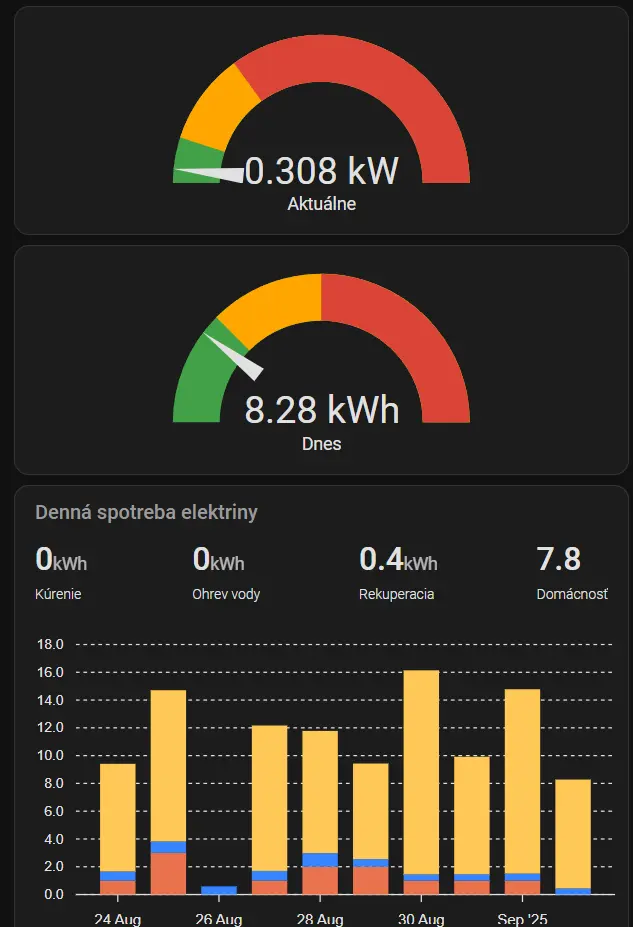 0.308 kW
Aktuálne
8.28 kWh
Dnes
Denná spotreba elektriny
0kWh 0kWh 0.4kWh 7.8
Kúrenie Ohrev vody Rekuperacia Domácnosť
18.0
16.0
14.0
12.0
10.0
8.0
6.0
4.0
2.0
0.0
24 Aug 26 Aug 28 Aug 30 Aug Sep '25